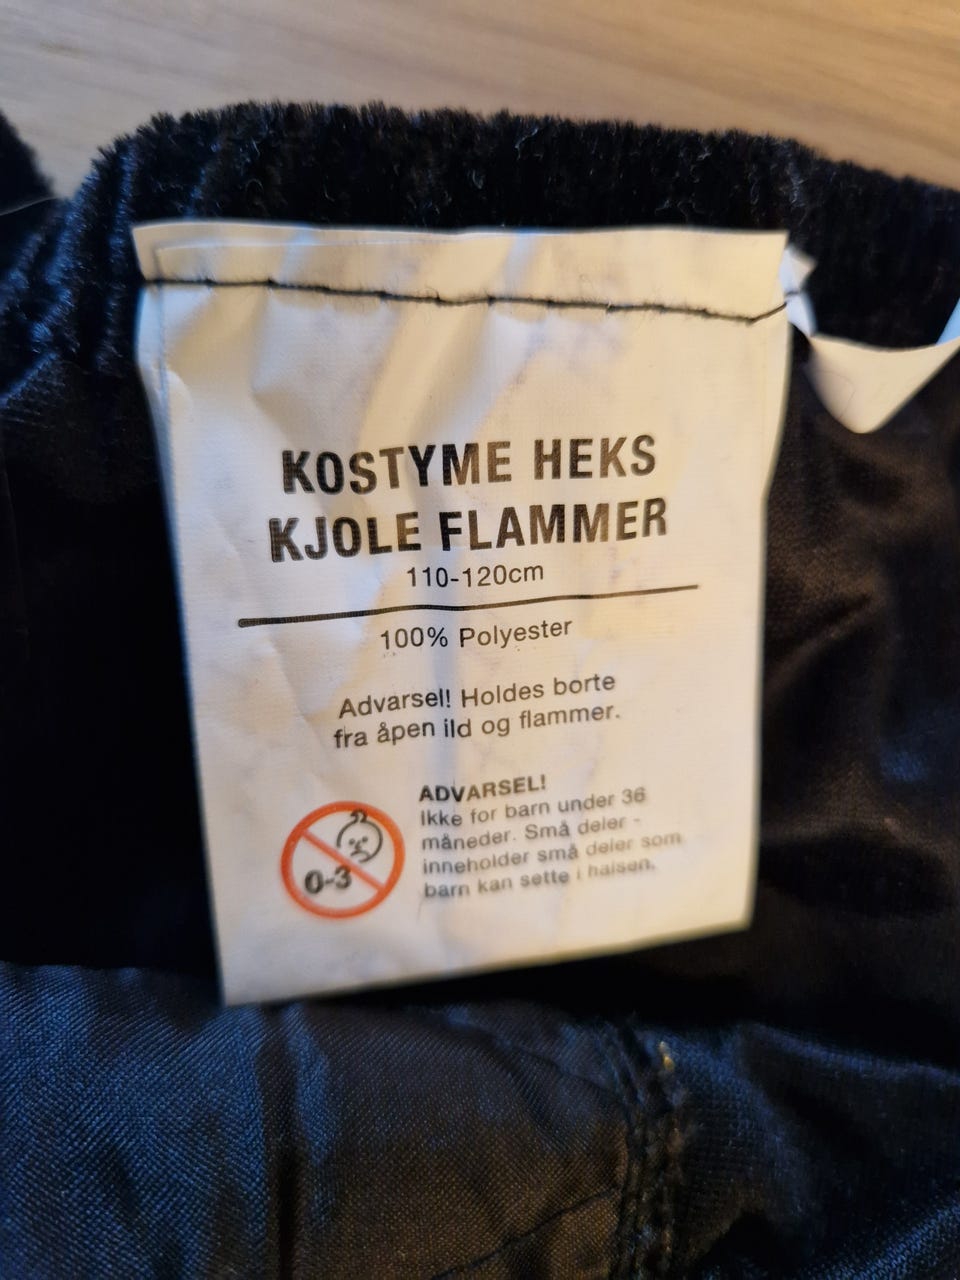 KOSTYME HEKS
KJOLE FLAMMER
110-120cm
100% Polyester
Advarsel! Holdes borte
fra åpen ild og flammer.
ADVARSEL!
Ikke for barn under 36
måneder. Små deler -
inneholder små deler som
barn kan sette i halsen.
0-3